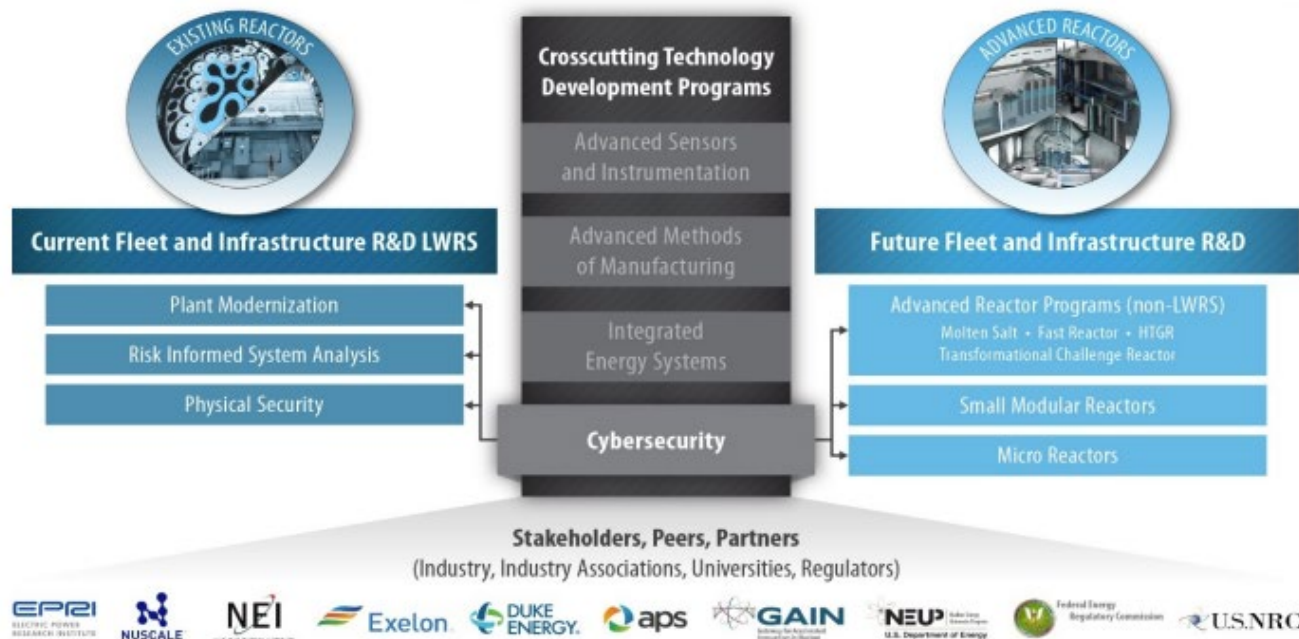 EXISTING REACTORS
Current Fleet and Infrastructure R&D LWRS
Plant Modernization
Risk Informed System Analysis
Physical Security
Crosscutting Technology
Development Programs
Advanced Sensors
and Instrumentation
Advanced Methods
of Manufacturing
Integrated
Energy Systems
Cybersecurity
ADVANCED REACTORS
Future Fleet and Infrastructure R&D
Advanced Reactor Programs (non-LWRS)
Molten Salt • Fast Reactor • HTGR
Transformational Challenge Reactor
Small Modular Reactors
Micro Reactors
Stakeholders, Peers, Partners
(Industry, Industry Associations, Universities, Regulators)
EPRI
ELECTRIC POWER
RESEARCH INSTITUTE
NUSCALE
NEI
Exelon
DUKE
ENERGY®
aps
GAIN
NEUP
U.S. Department of Energy
Federal Energy
Regulatory Commission
U.S.NRC